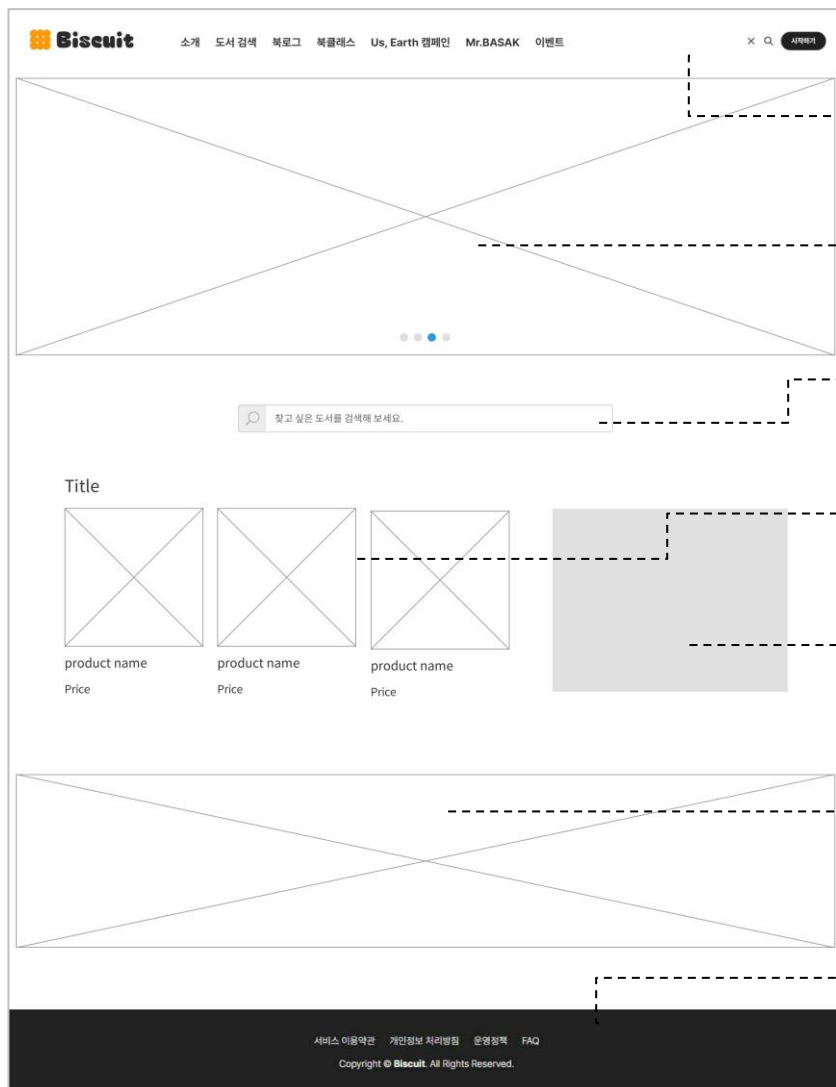 Biscuit 소개 도서 검색 북로그 북클래스 Us, Earth 캠페인 Mr.BASAK 이벤트 시작하기
찾고 싶은 도서를 검색해 보세요.
Title
product name product name product name
Price Price Price
서비스 이용약관 개인정보 처리방침 운영정책 FAQ
Copyright © Biscuit. All Rights Reserved.